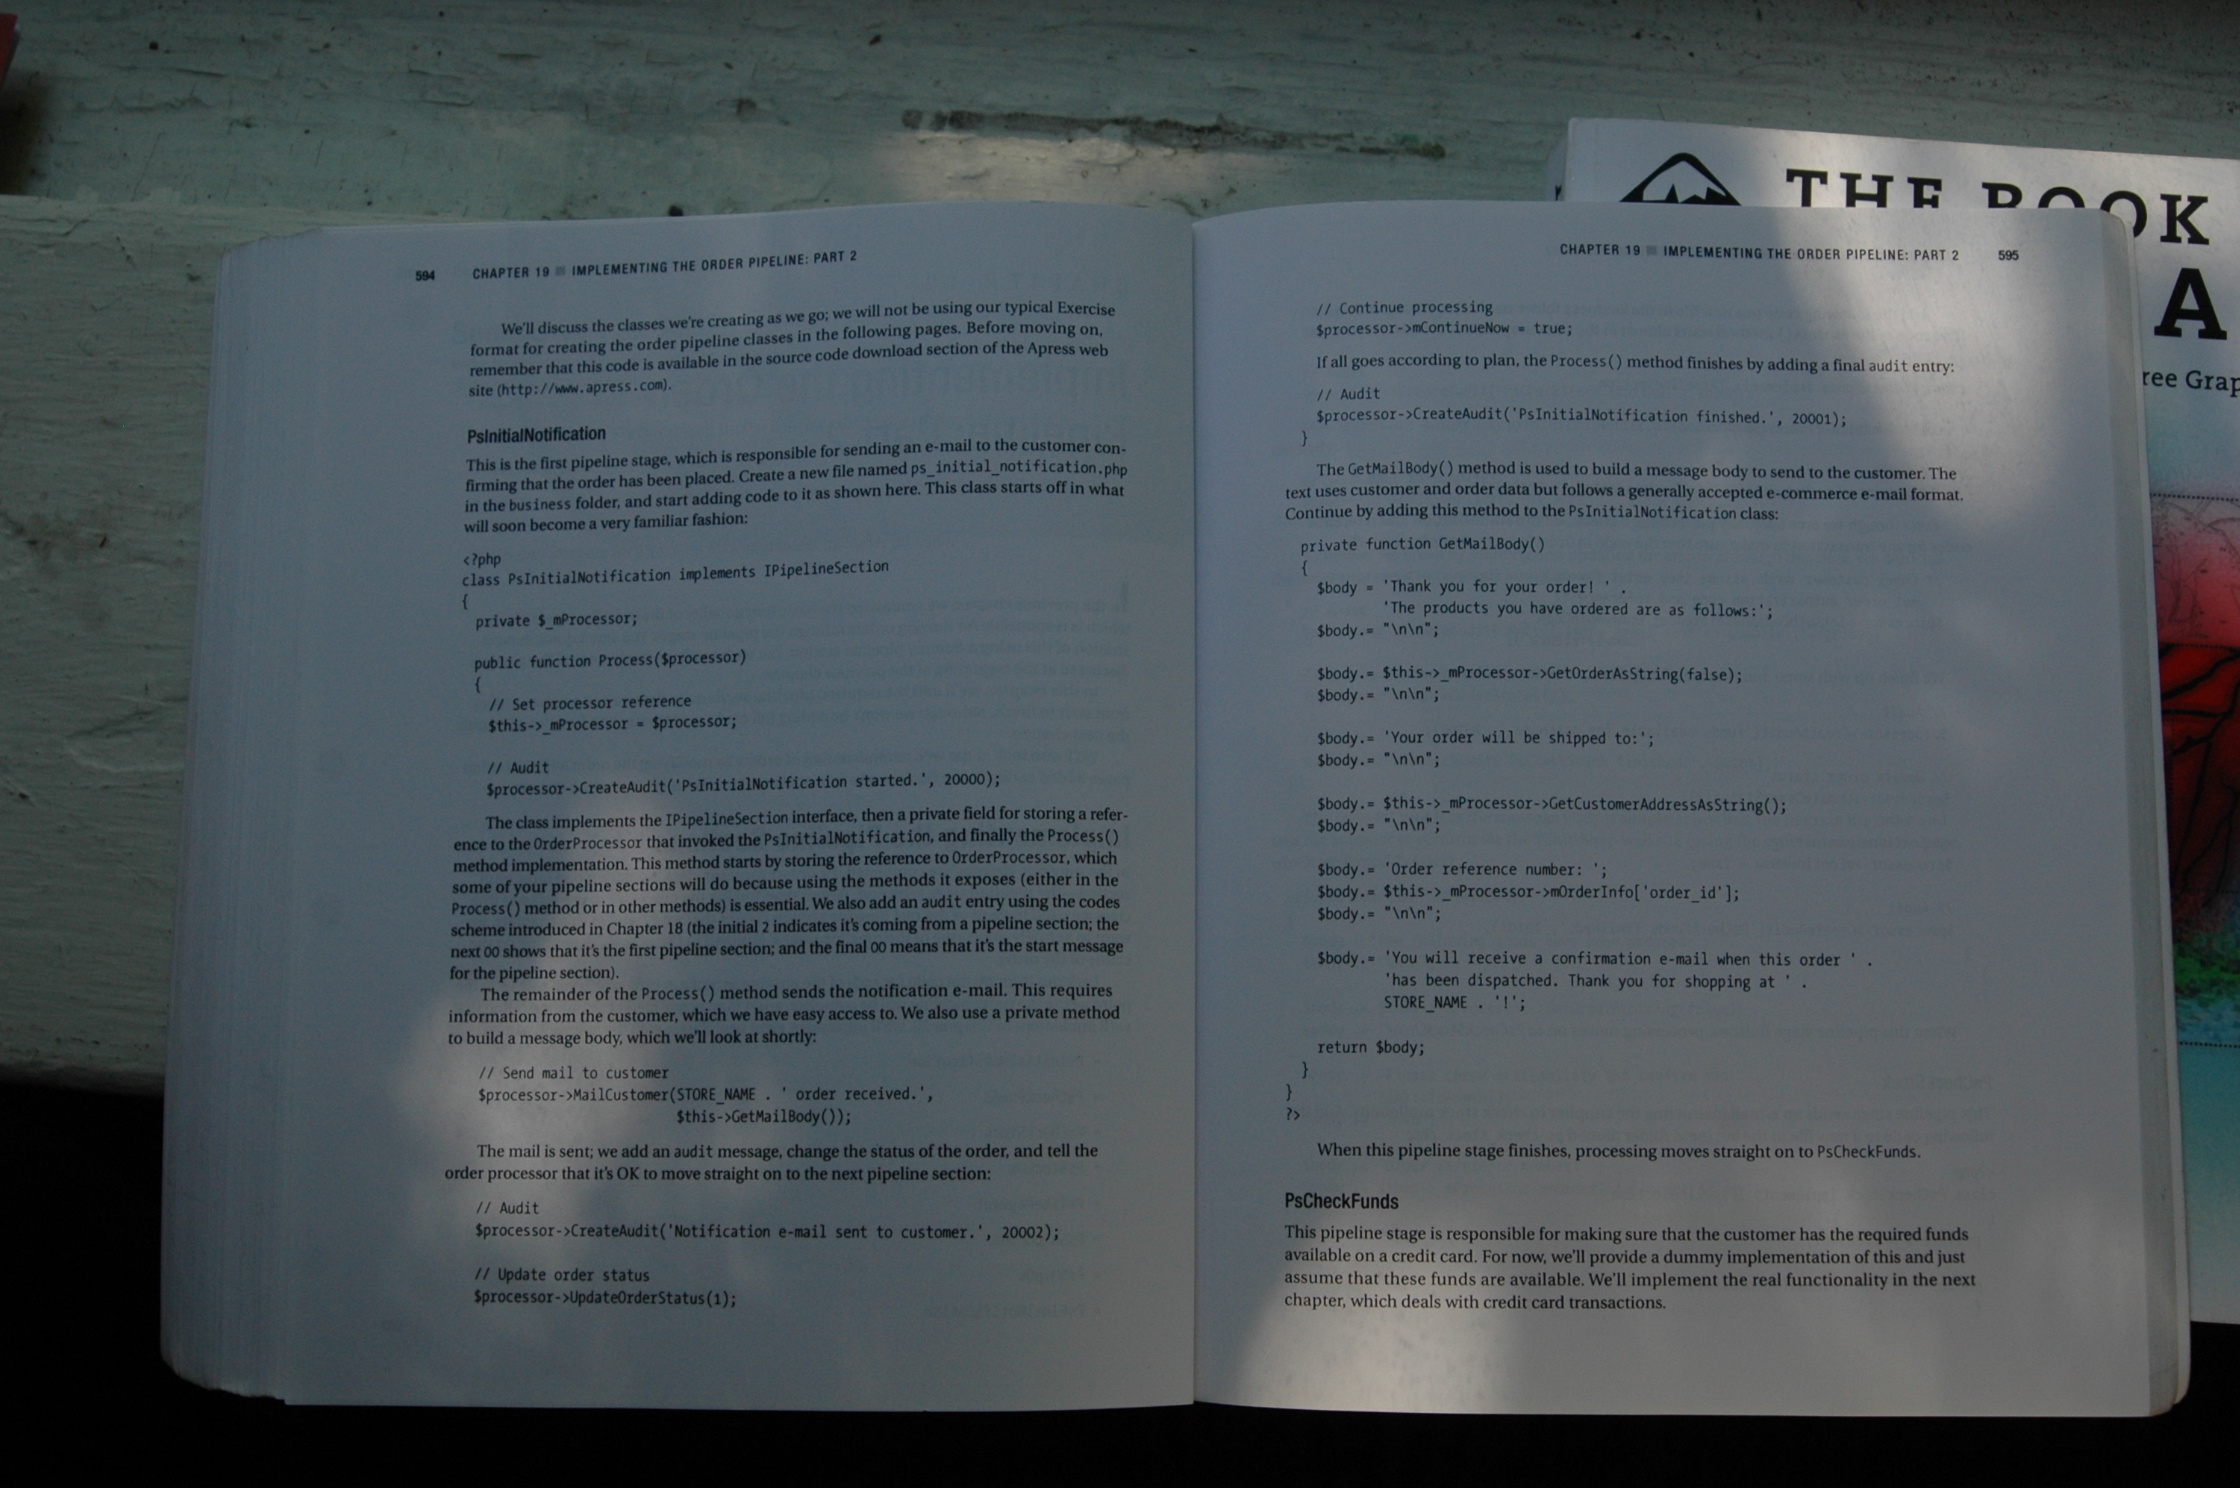 594 CHAPTER 19 ■ IMPLEMENTING THE ORDER PIPELINE: PART 2
We'll discuss the classes we're creating as we go; we will not be using our typical Exercise
format for creating the order pipeline classes in the following pages. Before moving on,
remember that this code is available in the source code download section of the Apress web
site (http://www.apress.com).
PsInitialNotification
This is the first pipeline stage, which is responsible for sending an e-mail to the customer con-
firming that the order has been placed. Create a new file named ps_initial_notification.php
in the business folder, and start adding code to it as shown here. This class starts off in what
will soon become a very familiar fashion:
<?php
class PsInitialNotification implements IPipelineSection
{
private $_mProcessor;
public function Process($processor)
{
// Set processor reference
$this->_mProcessor = $processor;
// Audit
$processor->CreateAudit('PsInitialNotification started.', 20000);
The class implements the IPipelineSection interface, then a private field for storing a refer-
ence to the OrderProcessor that invoked the PsInitialNotification, and finally the Process()
method implementation. This method starts by storing the reference to OrderProcessor, which
some of your pipeline sections will do because using the methods it exposes (either in the
Process() method or in other methods) is essential. We also add an audit entry using the codes
scheme introduced in Chapter 18 (the initial 2 indicates it's coming from a pipeline section; the
next 00 shows that it's the first pipeline section; and the final 00 means that it's the start message
for the pipeline section).
The remainder of the Process() method sends the notification e-mail. This requires
information from the customer, which we have easy access to. We also use a private method
to build a message body, which we'll look at shortly:
// Send mail to customer
$processor->MailCustomer(STORE_NAME . ' order received.',
$this->GetMailBody());
The mail is sent; we add an audit message, change the status of the order, and tell the
order processor that it's OK to move straight on to the next pipeline section:
// Audit
$processor->CreateAudit('Notification e-mail sent to customer.', 20002);
// Update order status
$processor->UpdateOrderStatus(1);
CHAPTER 19 ■ IMPLEMENTING THE ORDER PIPELINE: PART 2 595
// Continue processing
$processor->mContinueNow = true;
If all goes according to plan, the Process() method finishes by adding a final audit entry:
// Audit
$processor->CreateAudit('PsInitialNotification finished.', 20001);
}
The GetMailBody() method is used to build a message body to send to the customer. The
text uses customer and order data but follows a generally accepted e-commerce e-mail format.
Continue by adding this method to the PsInitialNotification class:
private function GetMailBody()
{
$body = 'Thank you for your order! ' .
'The products you have ordered are as follows:';
$body.= "\n\n";
$body.= $this->_mProcessor->GetOrderAsString(false);
$body.= "\n\n";
$body.= 'Your order will be shipped to:';
$body.= "\n\n";
$body.= $this->_mProcessor->GetCustomerAddressAsString();
$body.= "\n\n";
$body.= 'Order reference number: ';
$body.= $this->_mProcessor->mOrderInfo['order_id'];
$body.= "\n\n";
$body.= 'You will receive a confirmation e-mail when this order ' .
'has been dispatched. Thank you for shopping at ' .
STORE_NAME . '!';
return $body;
}
}
?>
When this pipeline stage finishes, processing moves straight on to PsCheckFunds.
PsCheckFunds
This pipeline stage is responsible for making sure that the customer has the required funds
available on a credit card. For now, we'll provide a dummy implementation of this and just
assume that these funds are available. We'll implement the real functionality in the next
chapter, which deals with credit card transactions.
THE BOOK
A
ree Grap